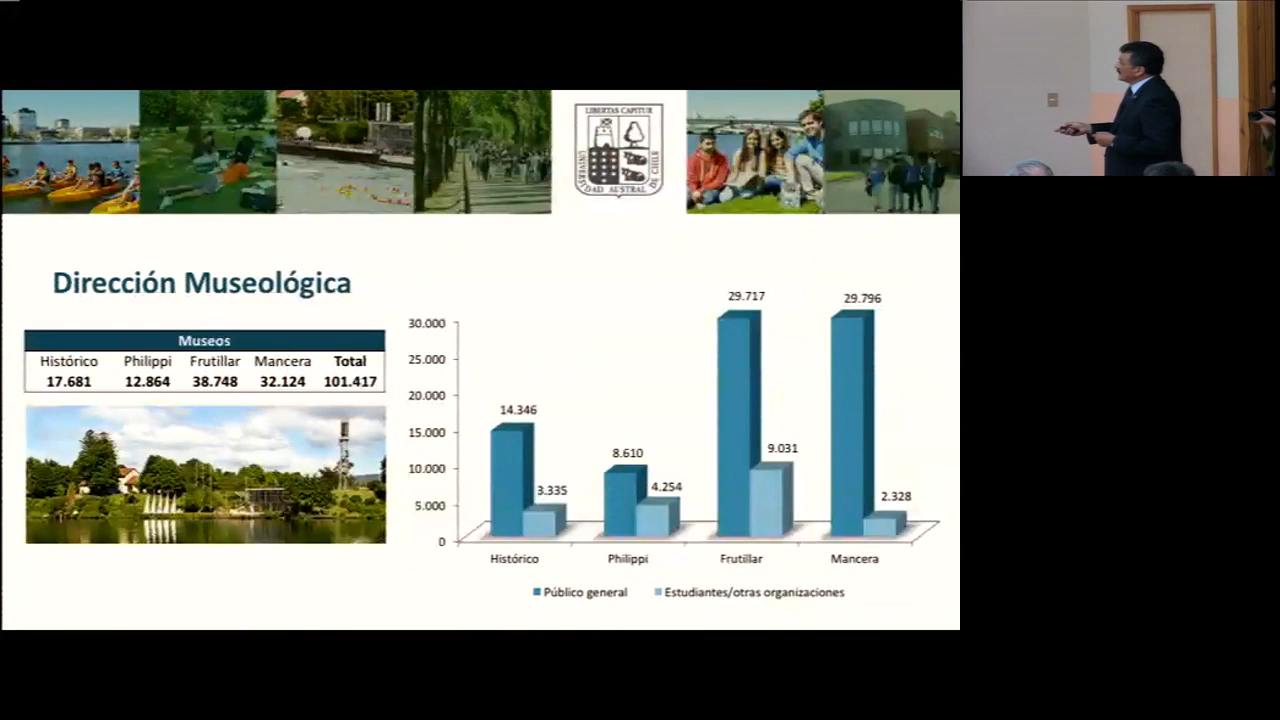 LIBERTAS CAPITUR
UNIVERSIDAD AUSTRAL DE CHILE
Dirección Museológica
Museos
Histórico Philippi Frutillar Mancera Total
17.681 12.864 38.748 32.124 101.417
30.000
25.000
20.000
15.000
10.000
5.000
0
14.346
3.335
8.610
4.254
29.717
9.031
29.796
2.328
Histórico Philippi Frutillar Mancera
Público general Estudiantes/otras organizaciones